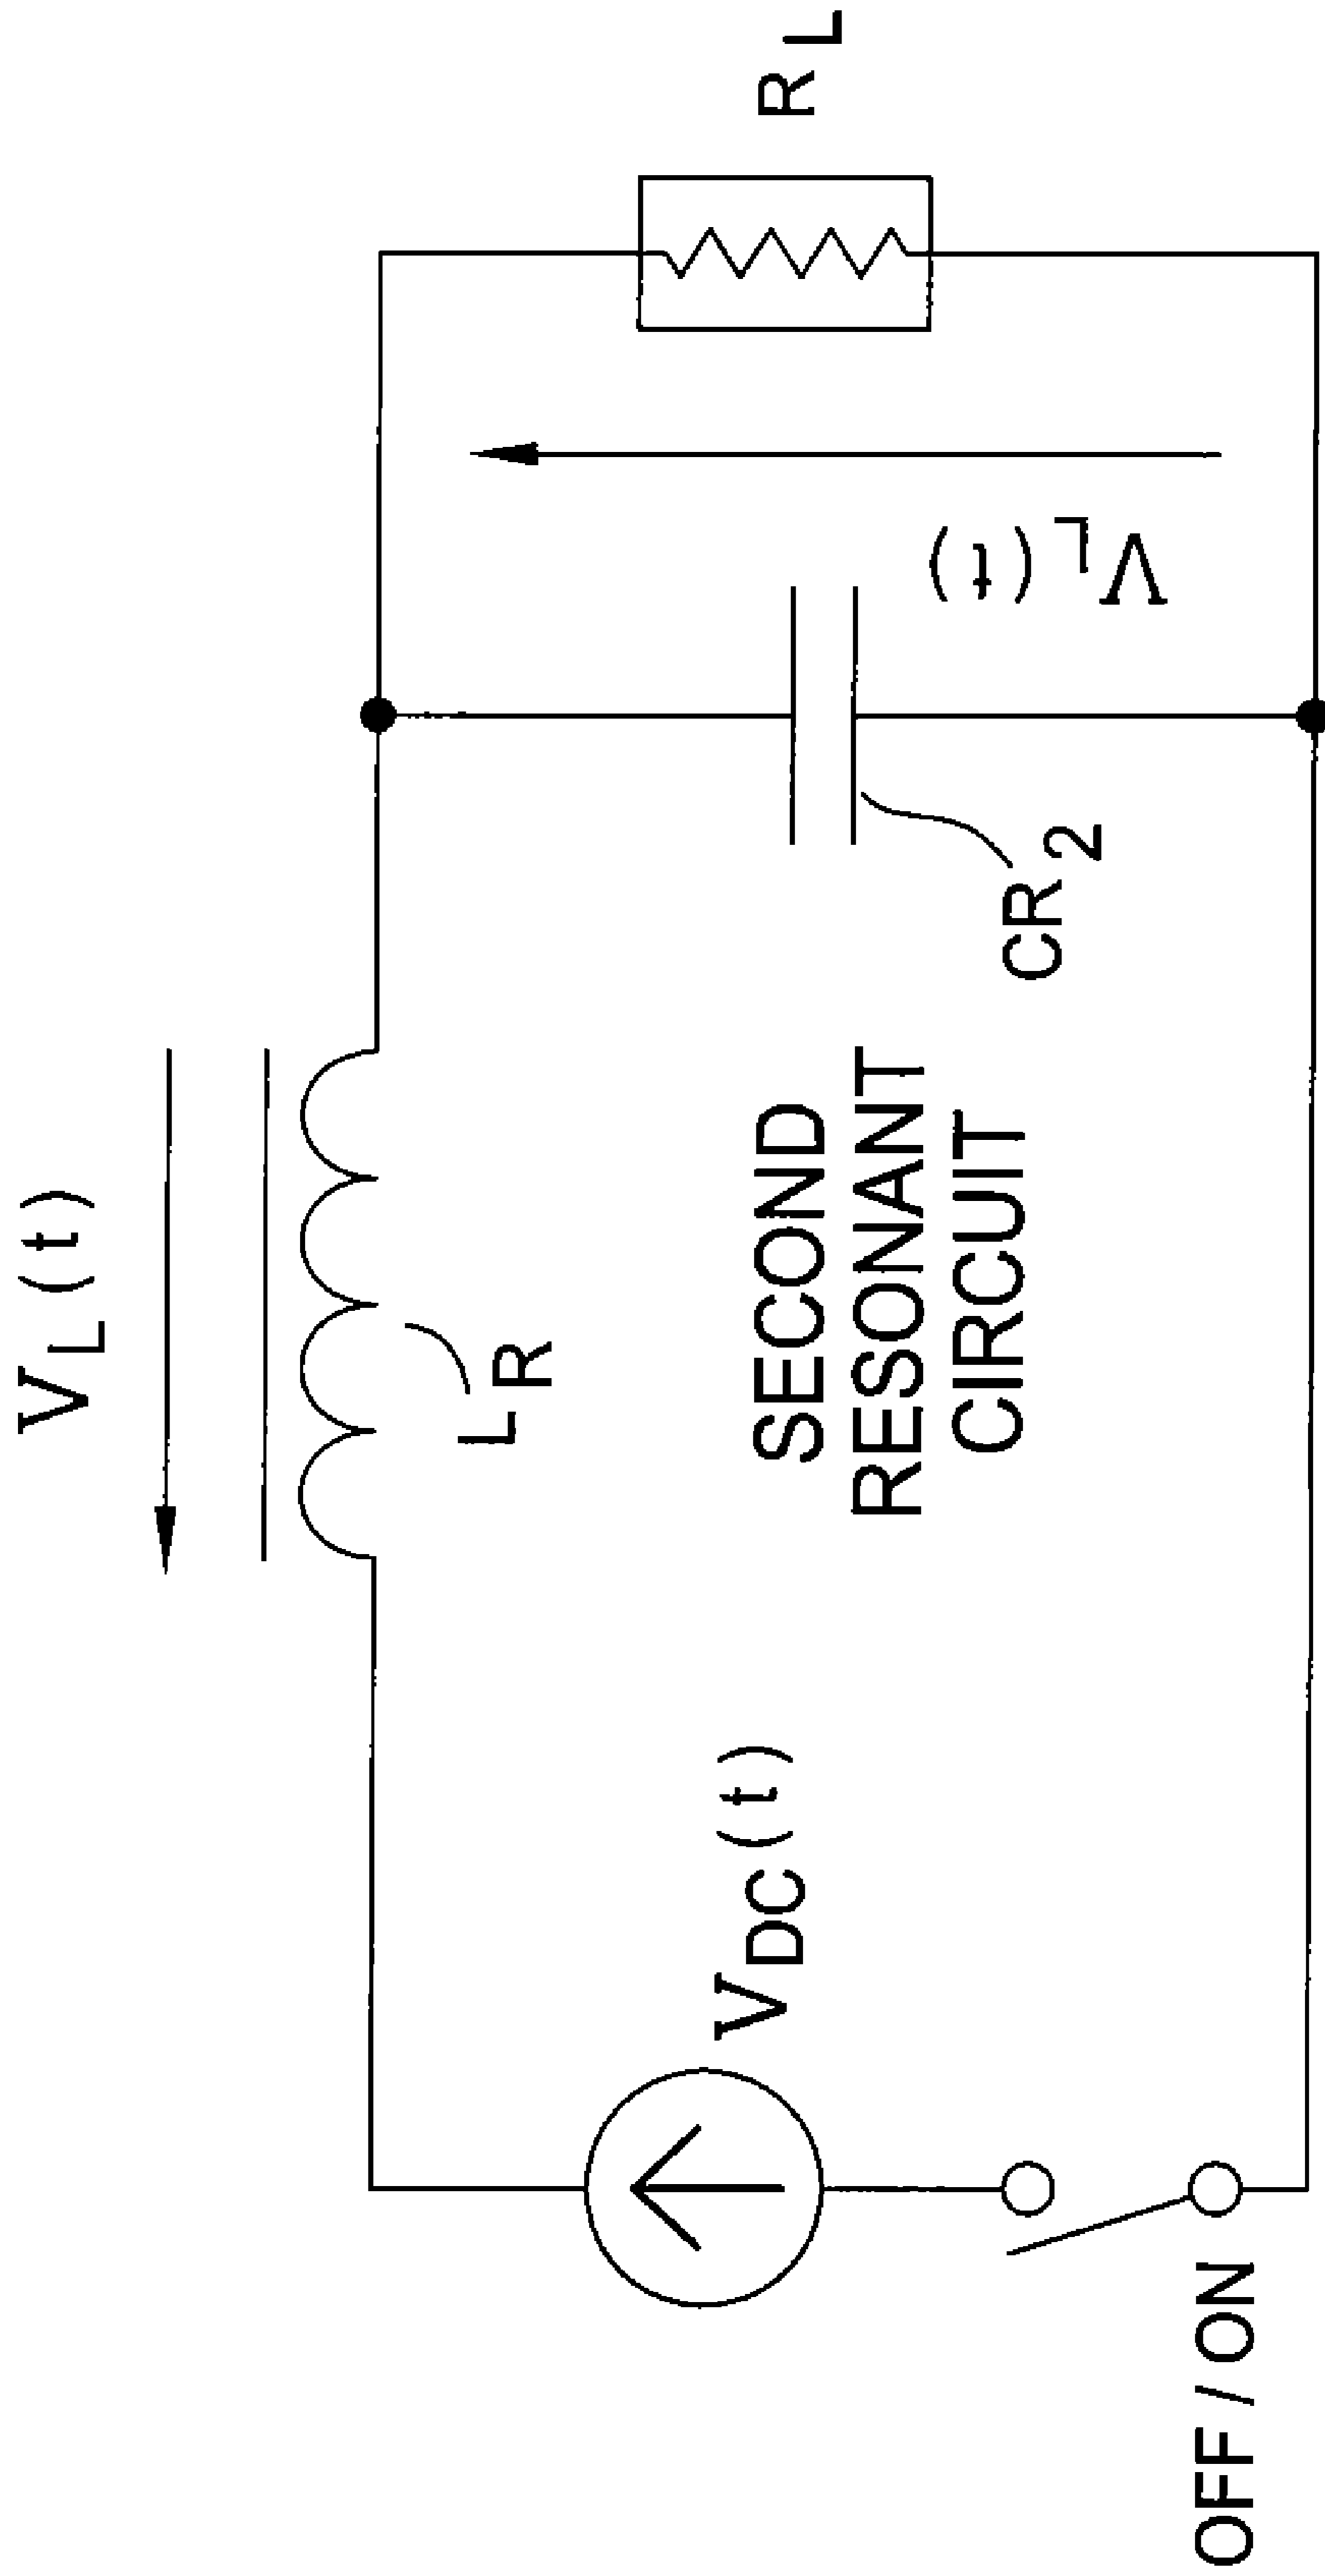 V L (t)
L R
R L
V L (t)
CR 2
SECOND
RESONANT
CIRCUIT
V DC (t)
OFF / ON